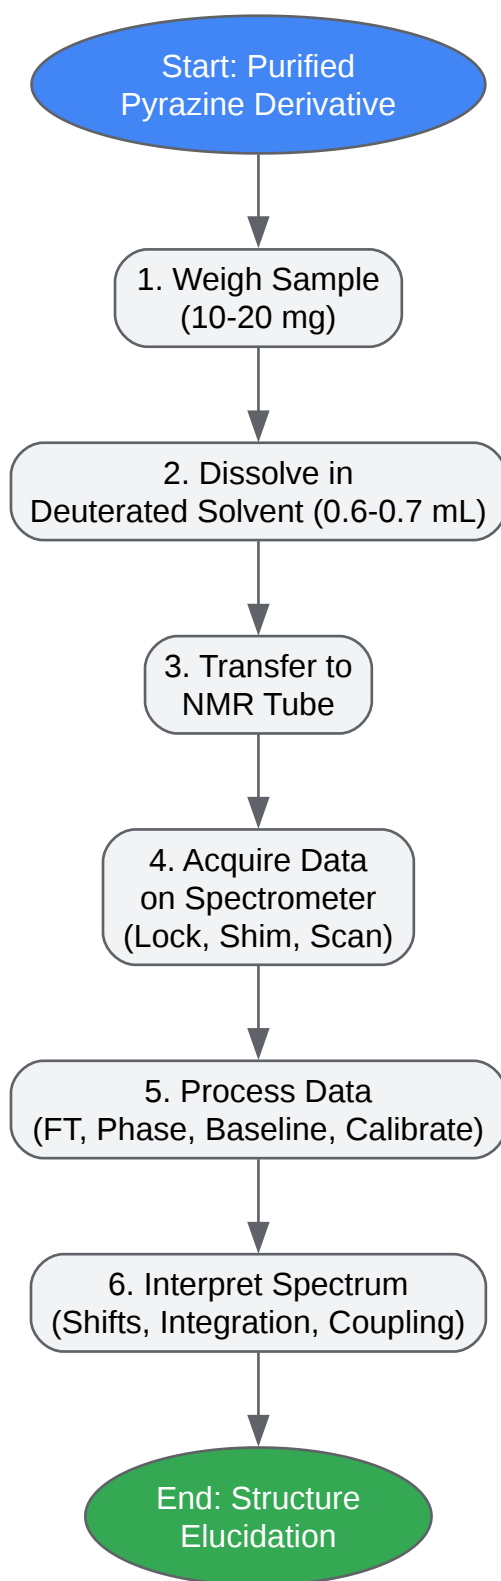 Start: Purified
Pyrazine Derivative
1. Weigh Sample
(10-20 mg)
2. Dissolve in
Deuterated Solvent (0.6-0.7 mL)
3. Transfer to
NMR Tube
4. Acquire Data
on Spectrometer
(Lock, Shim, Scan)
5. Process Data
(FT, Phase, Baseline, Calibrate)
6. Interpret Spectrum
(Shifts, Integration, Coupling)
End: Structure
Elucidation